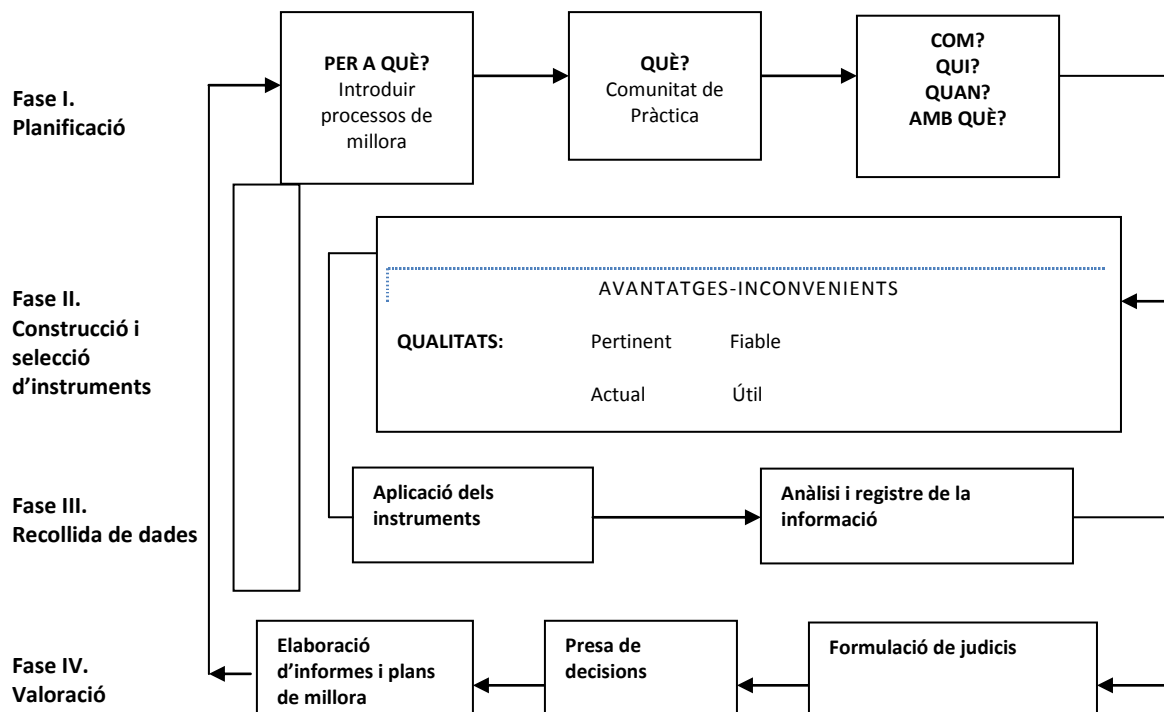 Fase I.
Planificació
PER A QUÈ?
Introduir
processos de
millora
QUÈ?
Comunitat de
Pràctica
COM?
QUI?
QUAN?
AMB QUÈ?
Fase II.
Construcció i
selecció
d’instruments
AVANTATGES-INCONVENIENTS
QUALITATS: Pertinent Fiable
Actual Útil
Fase III.
Recollida de dades
Aplicació dels
instruments
Anàlisi i registre de la
informació
Fase IV.
Valoració
Elaboració
d’informes i plans
de millora
Presa de
decisions
Formulació de judicis